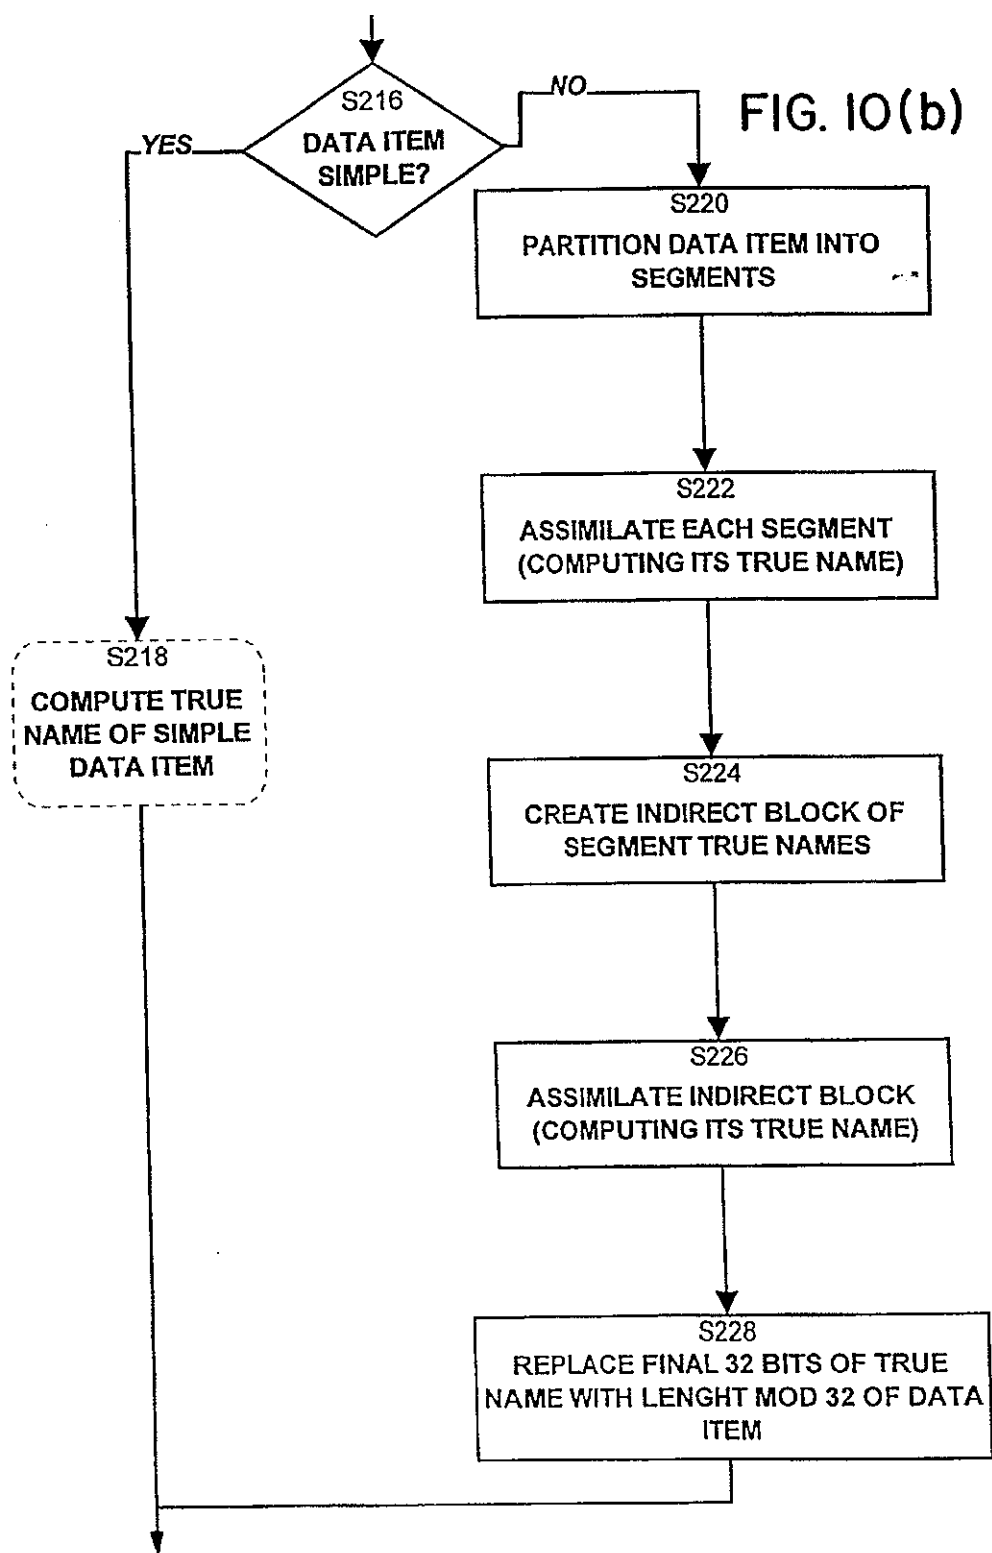 FIG. 10(b)
S216
DATA ITEM
SIMPLE?
YES
NO
S220
PARTITION DATA ITEM INTO
SEGMENTS
S222
ASSIMILATE EACH SEGMENT
(COMPUTING ITS TRUE NAME)
S218
COMPUTE TRUE
NAME OF SIMPLE
DATA ITEM
S224
CREATE INDIRECT BLOCK OF
SEGMENT TRUE NAMES
S226
ASSIMILATE INDIRECT BLOCK
(COMPUTING ITS TRUE NAME)
S228
REPLACE FINAL 32 BITS OF TRUE
NAME WITH LENGHT MOD 32 OF DATA
ITEM